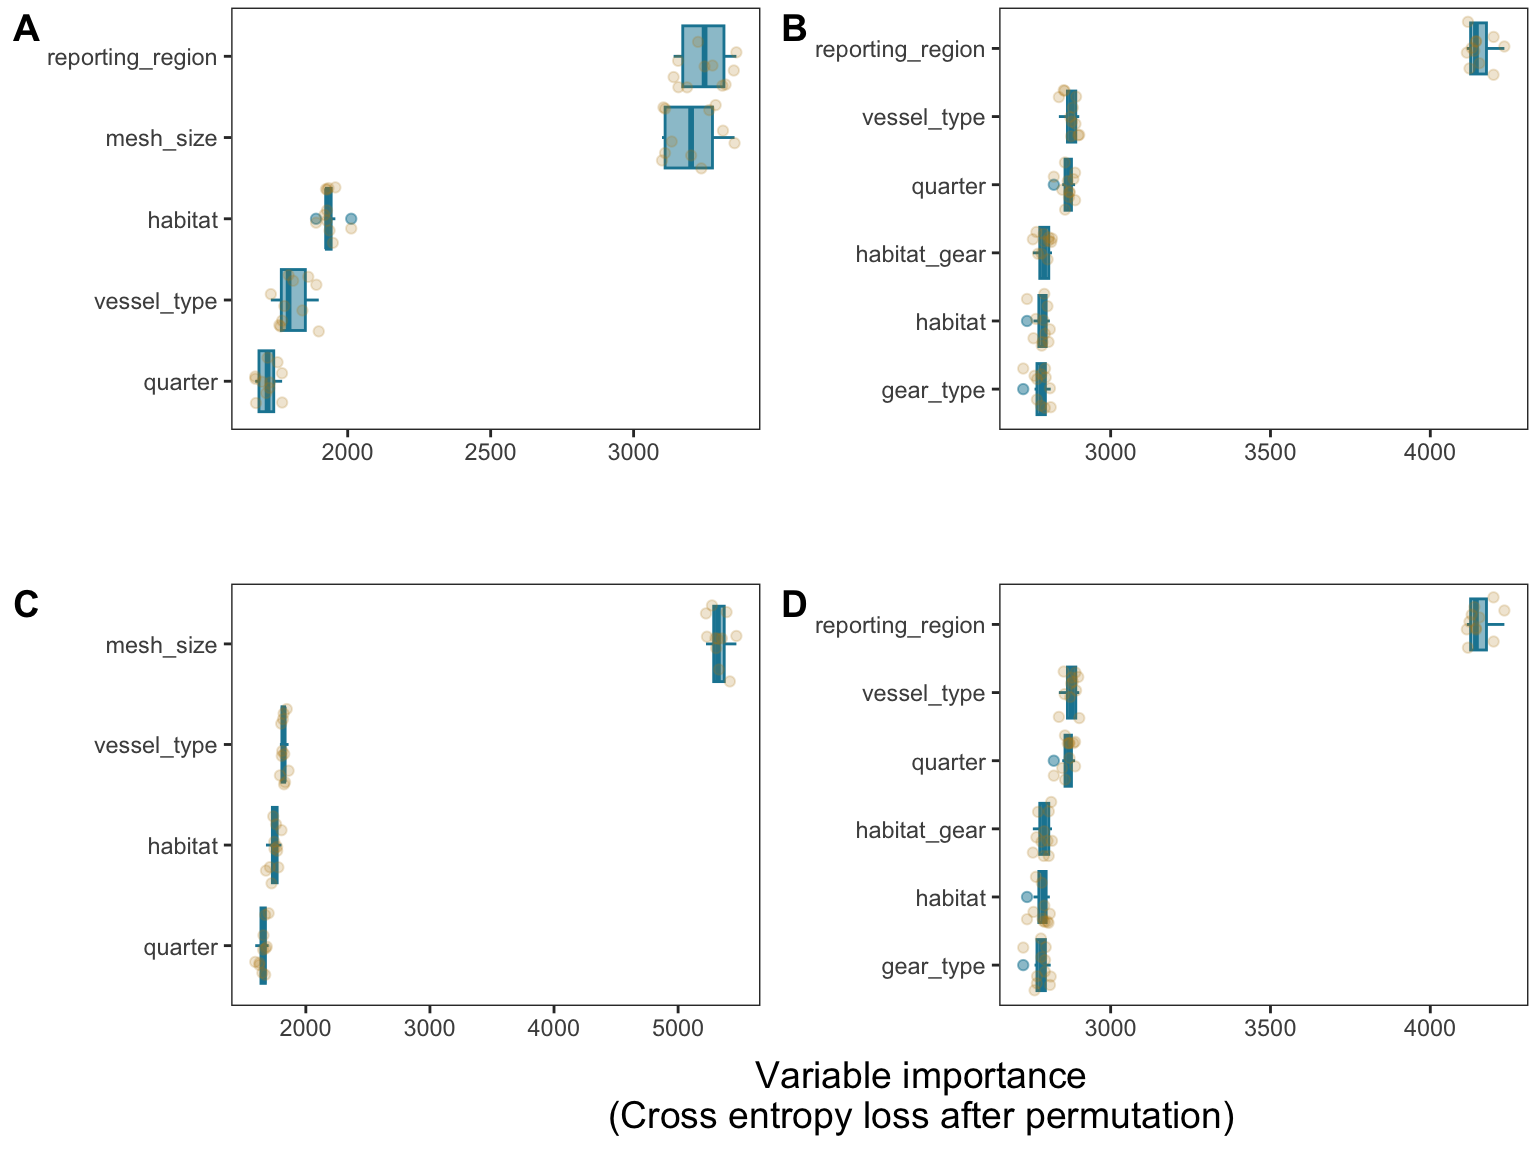 A
reporting_region
mesh_size
habitat
vessel_type
quarter
2000 2500 3000
B
reporting_region
vessel_type
quarter
habitat_gear
habitat
gear_type
3000 3500 4000
C
mesh_size
vessel_type
habitat
quarter
2000 3000 4000 5000
D
reporting_region
vessel_type
quarter
habitat_gear
habitat
gear_type
3000 3500 4000
Variable importance
(Cross entropy loss after permutation)